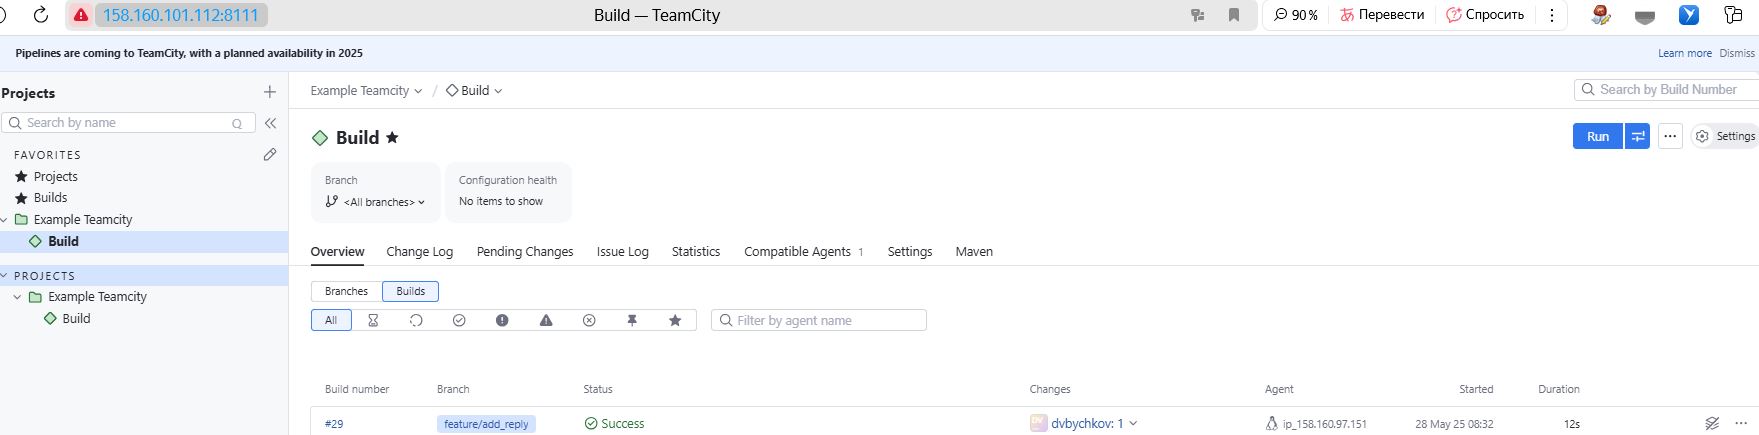 158.160.101.112:8111
Build — TeamCity
90 %
Перевести
Спросить
Pipelines are coming to TeamCity, with a planned availability in 2025
Learn more Dismiss
Projects
Example Teamcity / Build
Search by Build Number
Search by name Q
Build
Run
Settings
FAVORITES
Projects
Builds
Example Teamcity
Build
PROJECTS
Example Teamcity
Build
Branch
<All branches>
Configuration health
No items to show
Overview Change Log Pending Changes Issue Log Statistics Compatible Agents 1 Settings Maven
Branches Builds
All
Filter by agent name
Build number Branch Status Changes Agent Started Duration
#29 feature/add_reply Success dvbychkov: 1 ip_158.160.97.151 28 May 25 08:32 12s